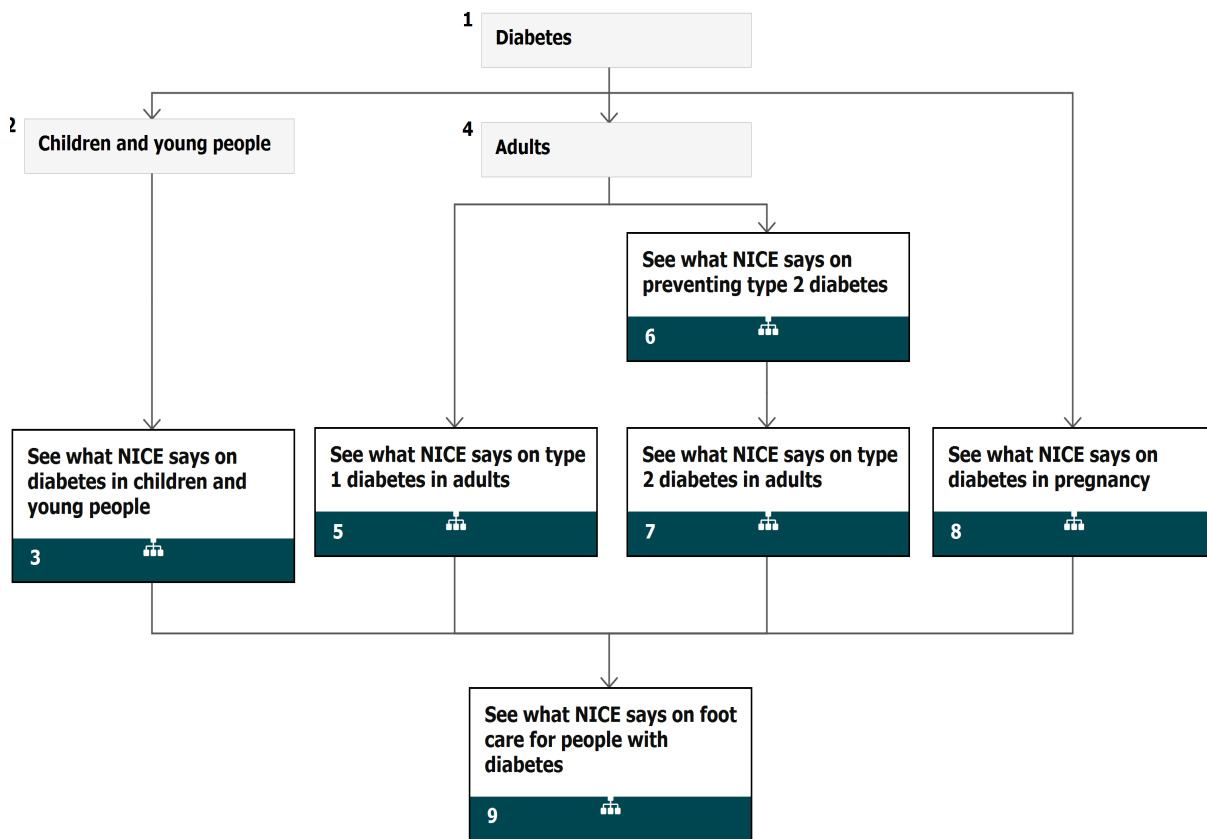 1
Diabetes
2
Children and young people
4
Adults
See what NICE says on
preventing type 2 diabetes
6
See what NICE says on
diabetes in children and
young people
3
See what NICE says on type
1 diabetes in adults
5
See what NICE says on type
2 diabetes in adults
7
See what NICE says on
diabetes in pregnancy
8
See what NICE says on foot
care for people with
diabetes
9